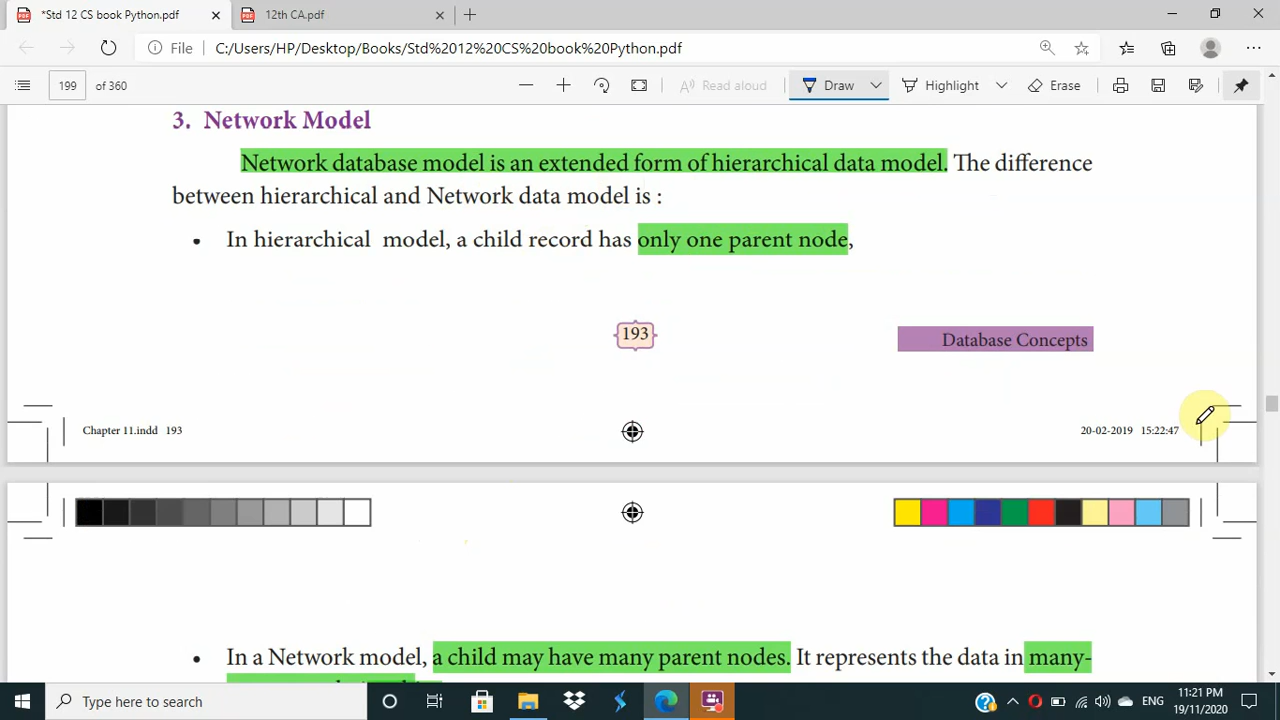 *Std 12 CS book Python.pdf
12th CA.pdf
File
C:/Users/HP/Desktop/Books/Std%2012%20CS%20book%20Python.pdf
199 of 360
Read aloud
Draw
Highlight
Erase
3. Network Model
Network database model is an extended form of hierarchical data model. The difference
between hierarchical and Network data model is :
• In hierarchical model, a child record has only one parent node,
193
Database Concepts
Chapter 11.indd 193
20-02-2019 15:22:47
• In a Network model, a child may have many parent nodes. It represents the data in many-
Type here to search
ENG
11:21 PM
19/11/2020